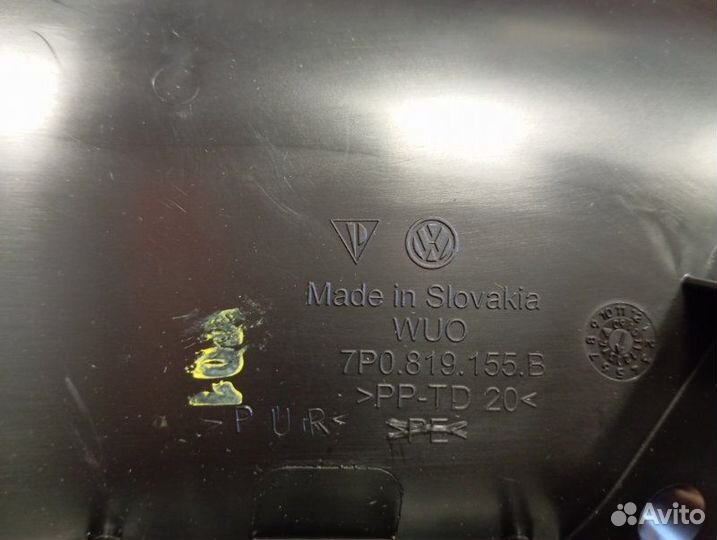 Made in Slovakia
WUO
7P0.819.155.B
>PP-TD 20<
>PUR<
>PE<
Avito